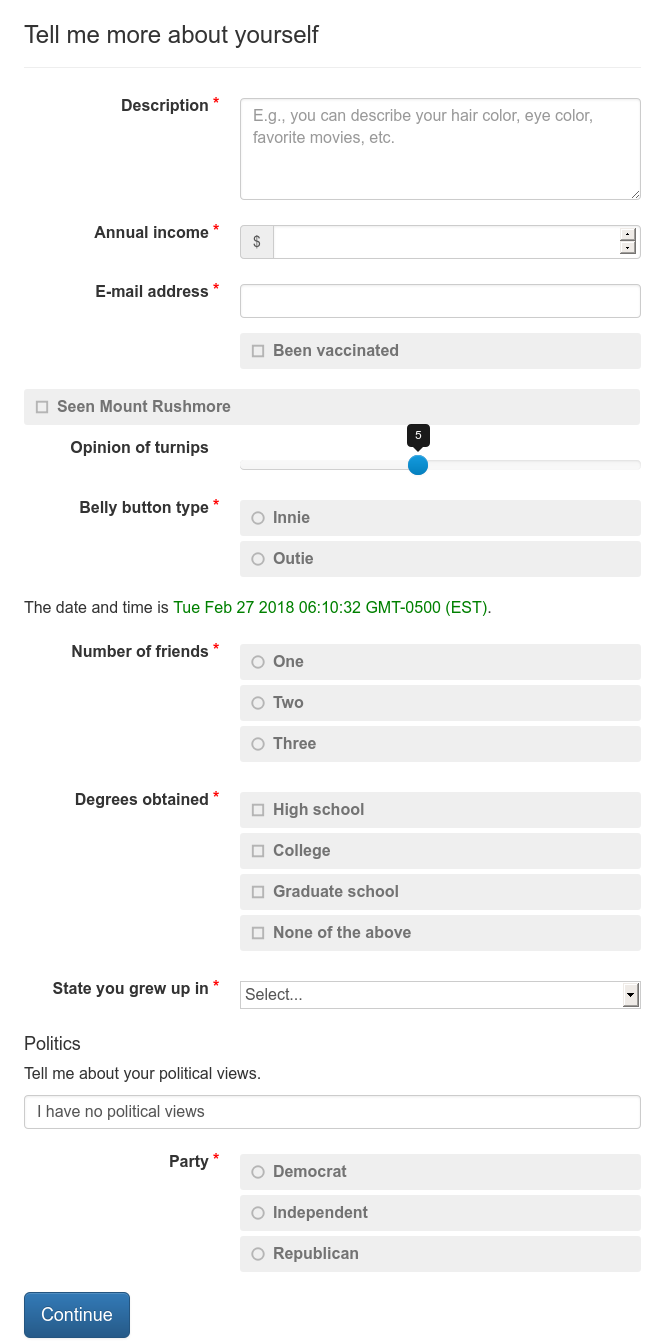 Tell me more about yourself
Description *
E.g., you can describe your hair color, eye color,
favorite movies, etc.
Annual income *
$
E-mail address *
Been vaccinated
Seen Mount Rushmore
5
Opinion of turnips
Belly button type *
Innie
Outie
The date and time is Tue Feb 27 2018 06:10:32 GMT-0500 (EST).
Number of friends *
One
Two
Three
Degrees obtained *
High school
College
Graduate school
None of the above
State you grew up in *
Select...
Politics
Tell me about your political views.
I have no political views
Party *
Democrat
Independent
Republican
Continue